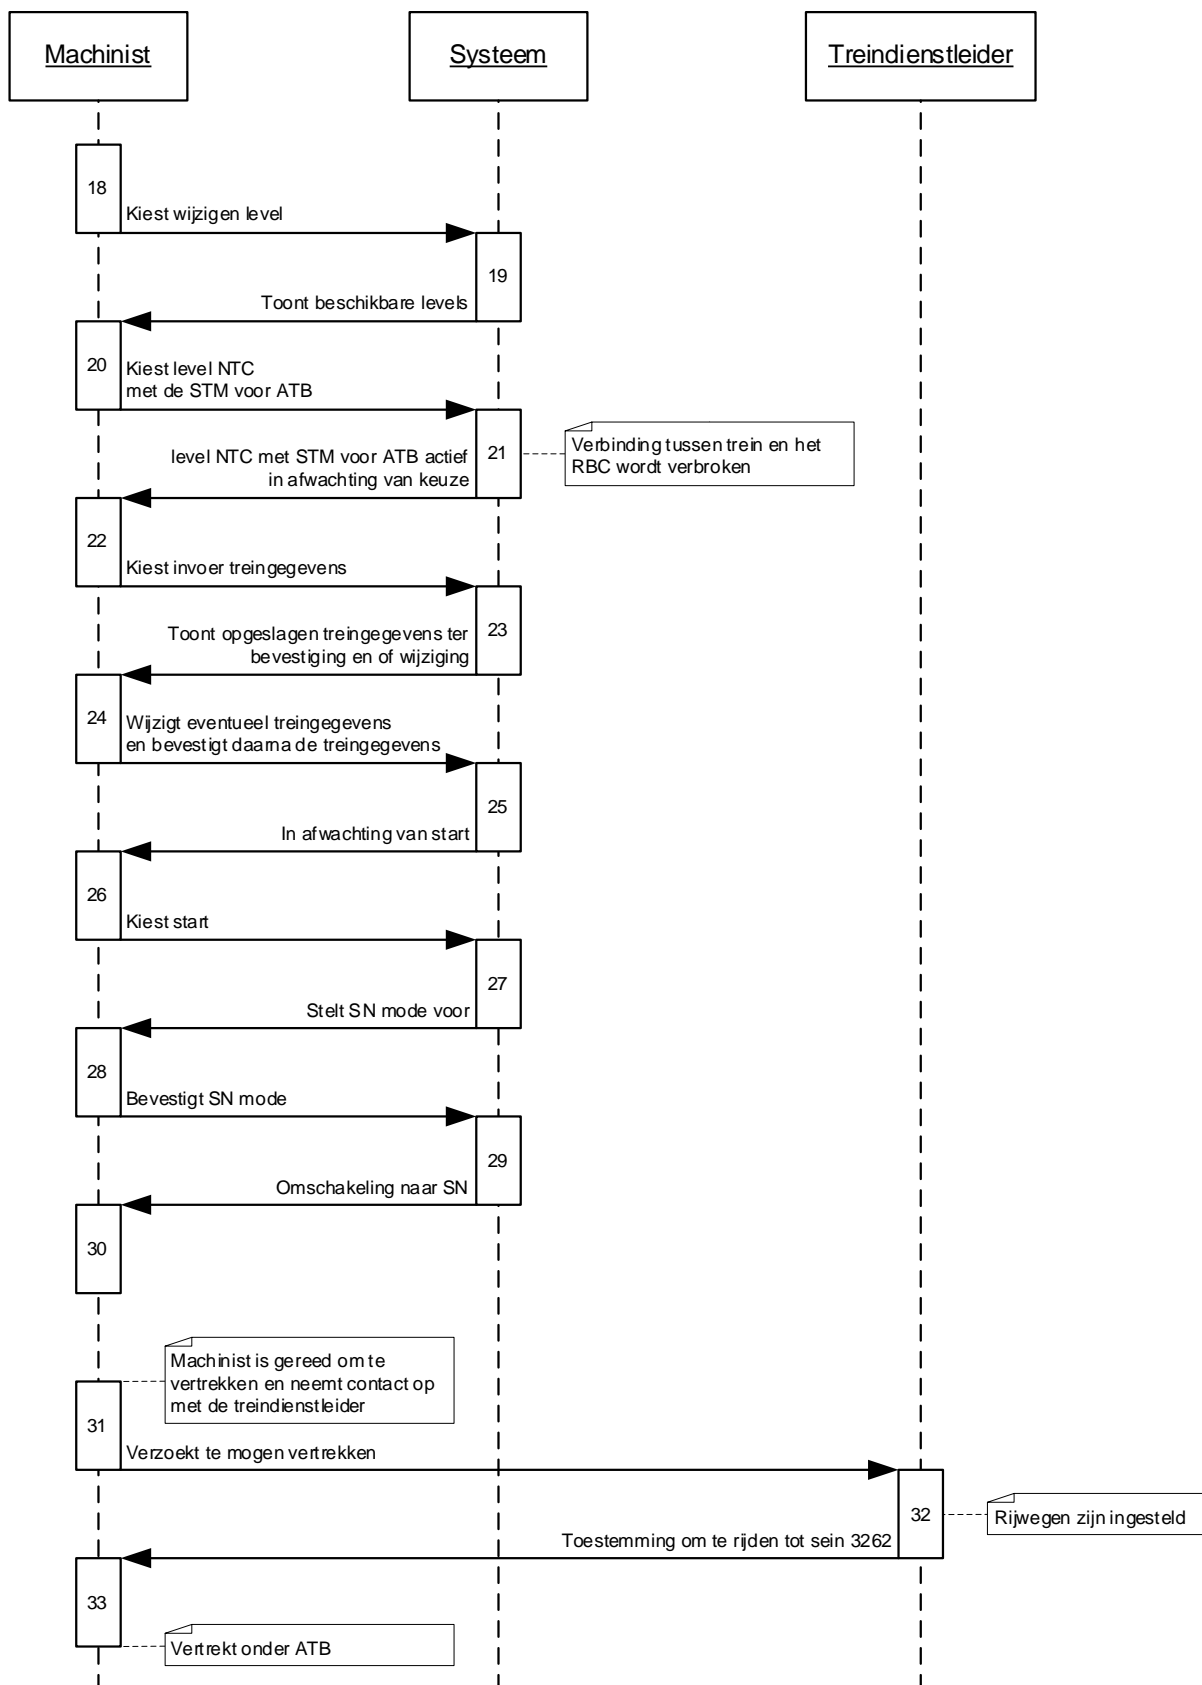 Machinist
Systeem
Treindienstleider
18
Kiest wijzigen level
19
Toont beschikbare levels
20
Kiest level NTC
met de STM voor ATB
21
Verbinding tussen trein en het
RBC wordt verbroken
level NTC met STM voor ATB actief
in afwachting van keuze
22
Kiest invoer treingegevens
23
Toont opgeslagen treingegevens ter
bevestiging en of wijziging
24
Wijzigt eventueel treingegevens
en bevestigt daarna de treingegevens
25
In afwachting van start
26
Kiest start
27
Stelt SN mode voor
28
Bevestigt SN mode
29
Omschakeling naar SN
30
Machinist is gereed om te
vertrekken en neemt contact op
met de treindienstleider
31
Verzoekt te mogen vertrekken
32
Rijwegen zijn ingesteld
Toestemming om te rijden tot sein 3262
33
Vertrekt onder ATB